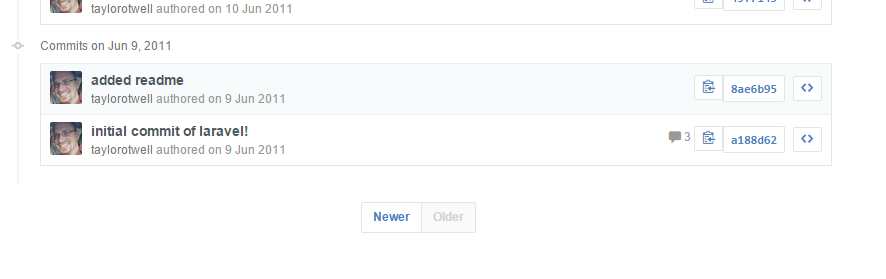 taylorotwell authored on 10 Jun 2011
Commits on Jun 9, 2011
added readme
taylorotwell authored on 9 Jun 2011
8ae6b95
initial commit of laravel!
taylorotwell authored on 9 Jun 2011
3
a188d62
Newer
Older